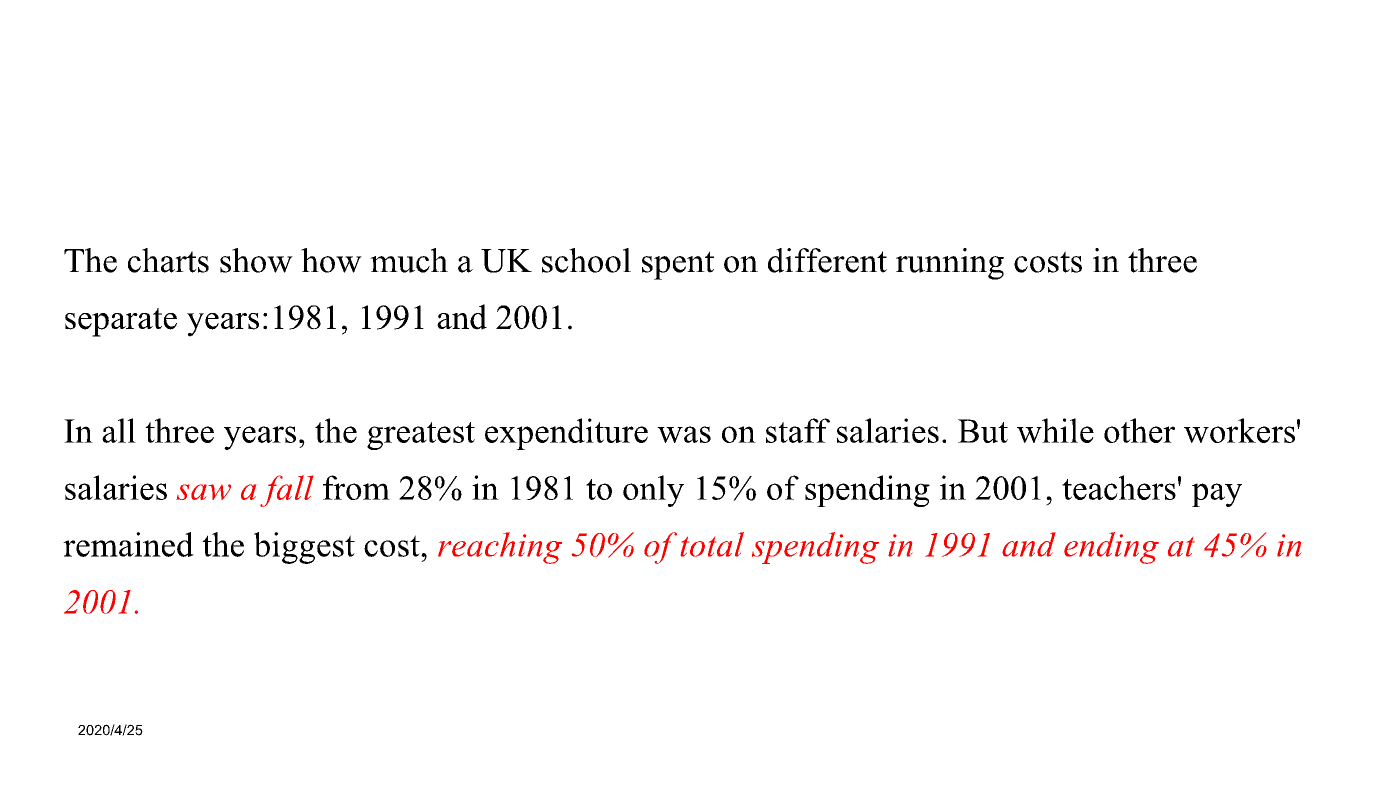 The charts show how much a UK school spent on different running costs in three
separate years:1981, 1991 and 2001.
In all three years, the greatest expenditure was on staff salaries. But while other workers'
salaries saw a fall from 28% in 1981 to only 15% of spending in 2001, teachers' pay
remained the biggest cost, reaching 50% of total spending in 1991 and ending at 45% in
2001.
2020/4/25